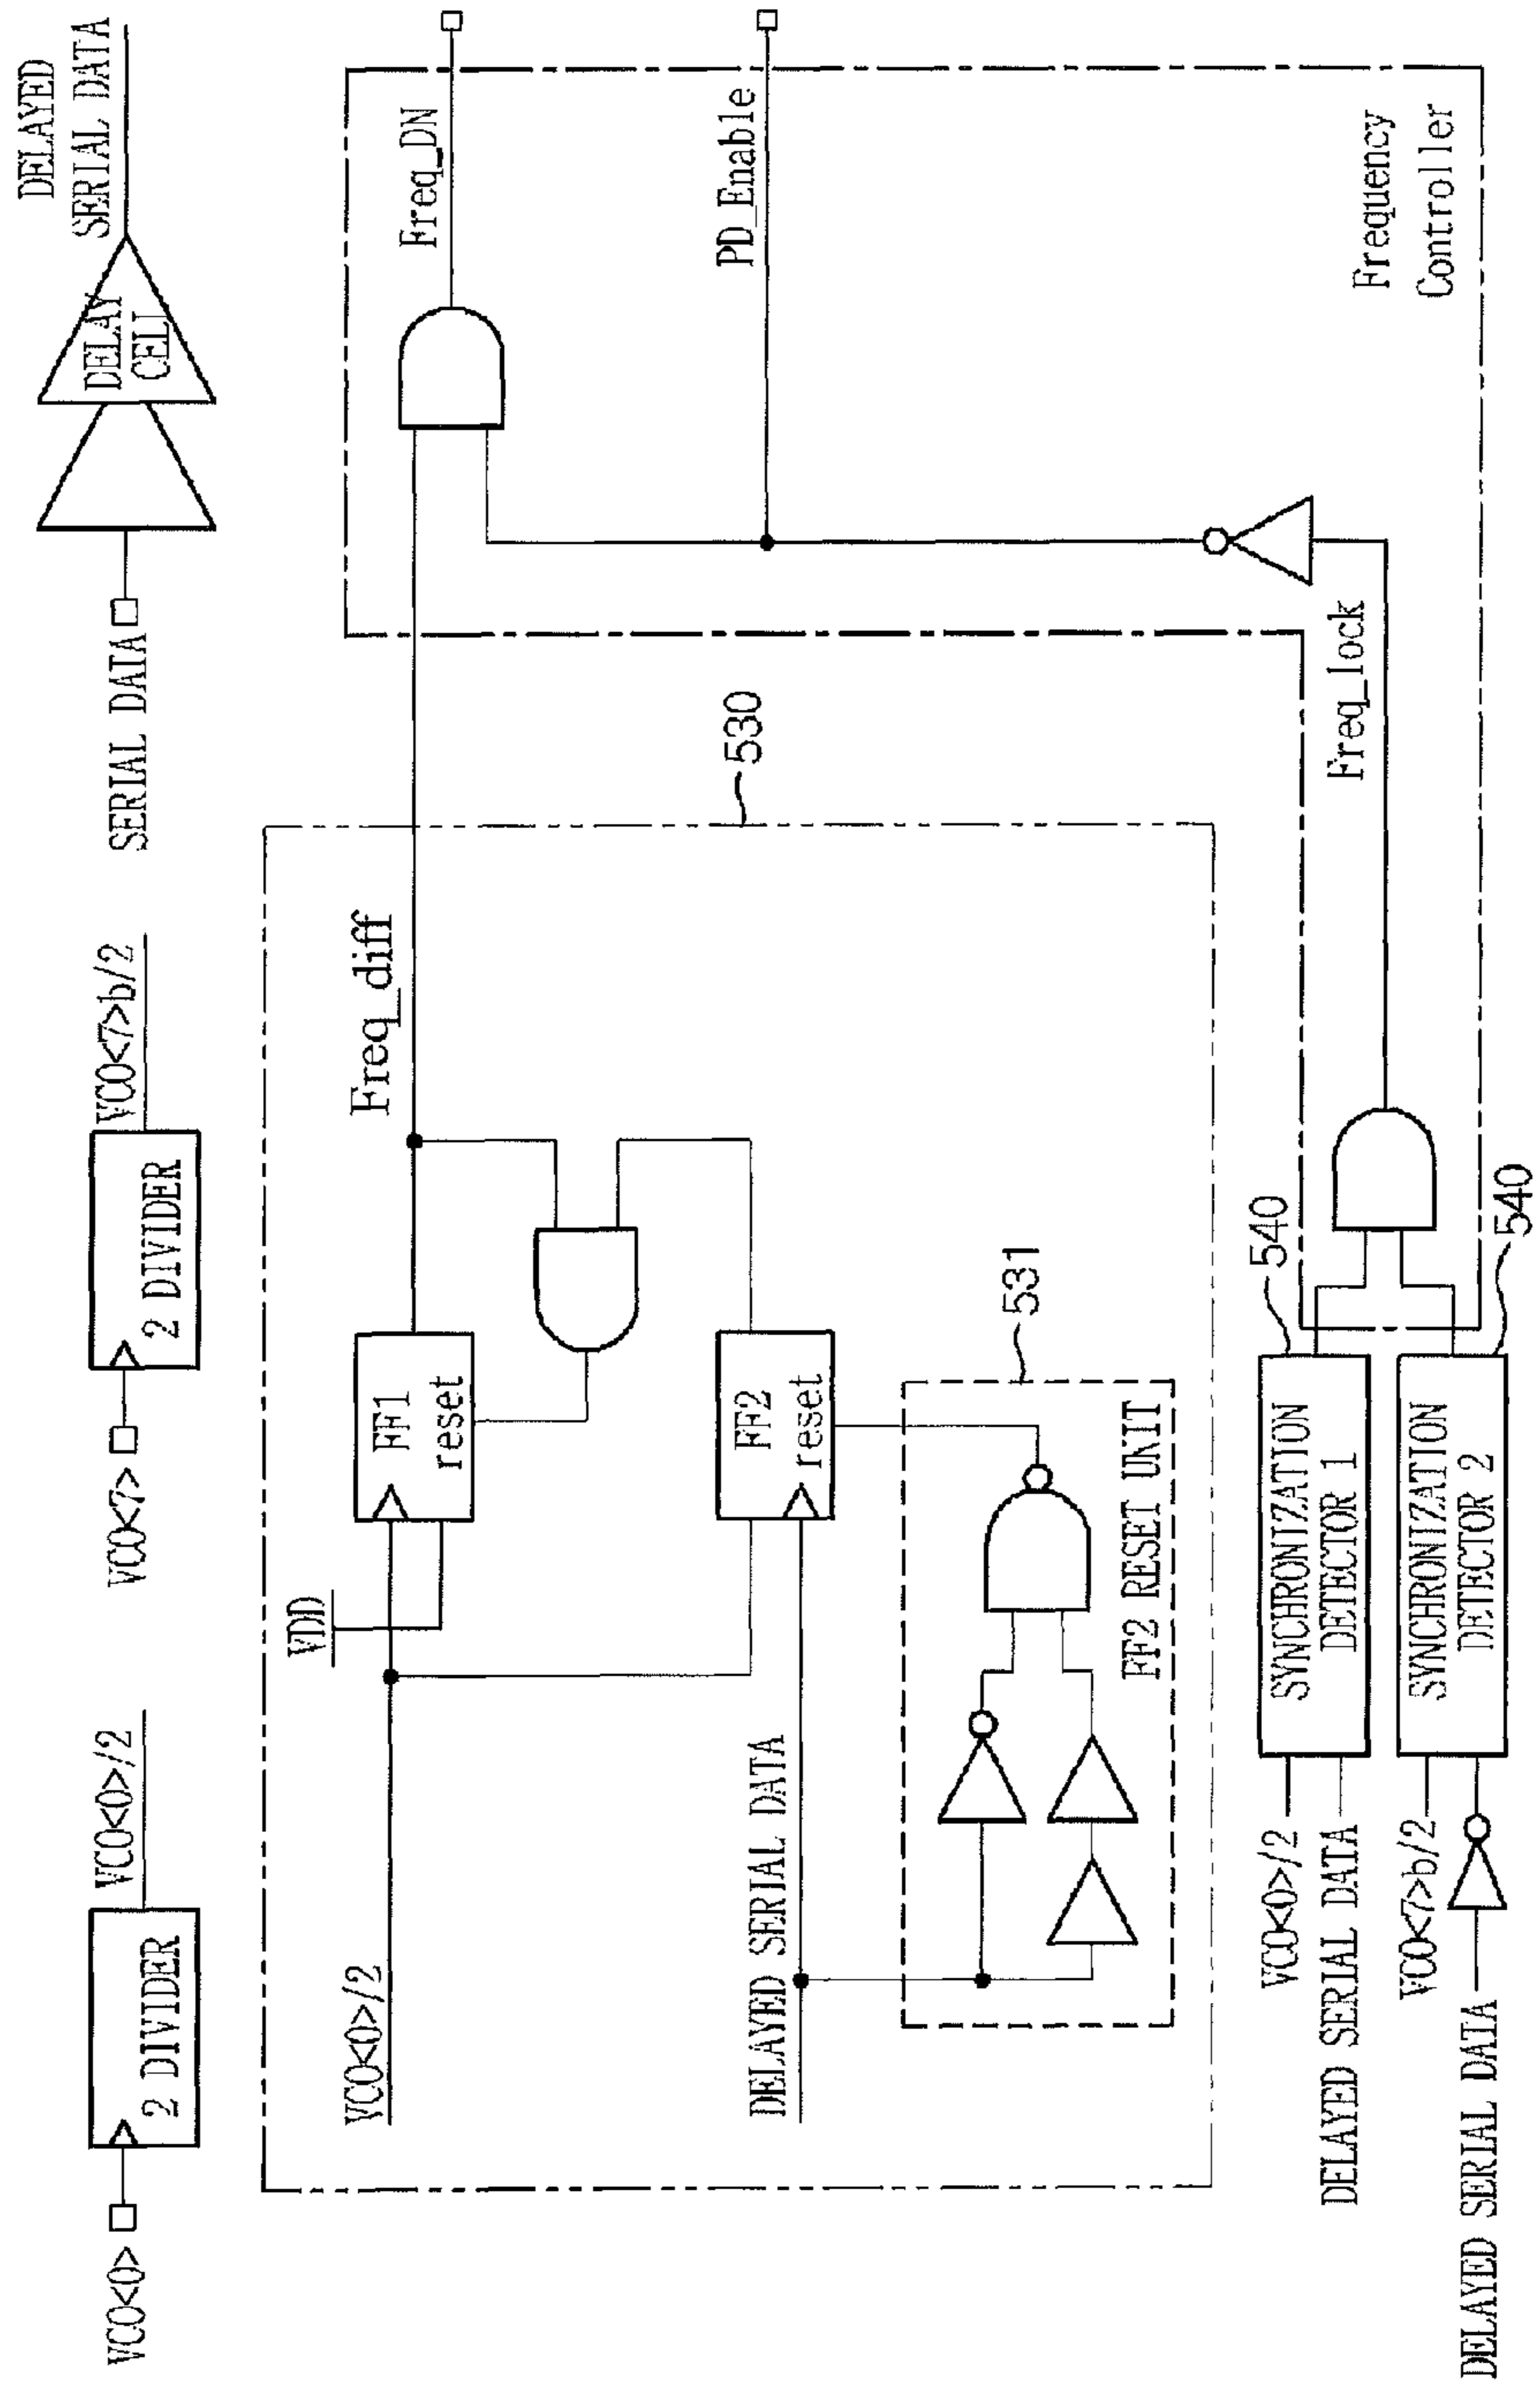 VCO<0>
2 DIVIDER
VCO<0>/2
VCO<7>
2 DIVIDER
VCO<7>b/2
SERIAL DATA
DELAY
CELL
DELAYED
SERIAL DATA
VCO<0>/2
VDD
FF1
reset
Freq_diff
Freq_DN
DELAYED SERIAL DATA
FF2
reset
530
PD_Enable
531
FF2 RESET UNIT
VCO<0>/2
DELAYED SERIAL DATA
SYNCHRONIZATION
DETECTOR 1
540
Freq_lock
Frequency
Controller
VCO<7>b/2
DELAYED SERIAL DATA
SYNCHRONIZATION
DETECTOR 2
540